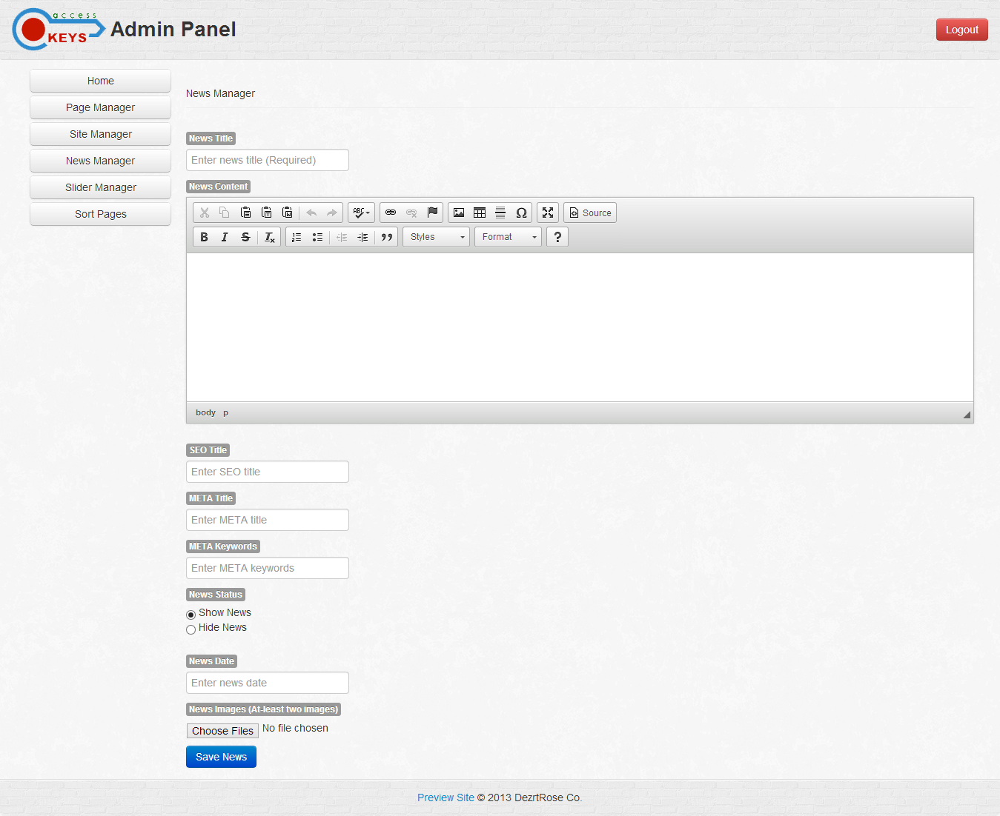 access
KEYS
Admin Panel
Logout
Home
Page Manager
Site Manager
News Manager
Slider Manager
Sort Pages
News Manager
News Title
Enter news title (Required)
News Content
ABC
Source
B I S Tx
Styles
Format
?
body p
SEO Title
Enter SEO title
META Title
Enter META title
META Keywords
Enter META keywords
News Status
Show News
Hide News
News Date
Enter news date
News Images (At-least two images)
Choose Files No file chosen
Save News
Preview Site © 2013 DezrtRose Co.